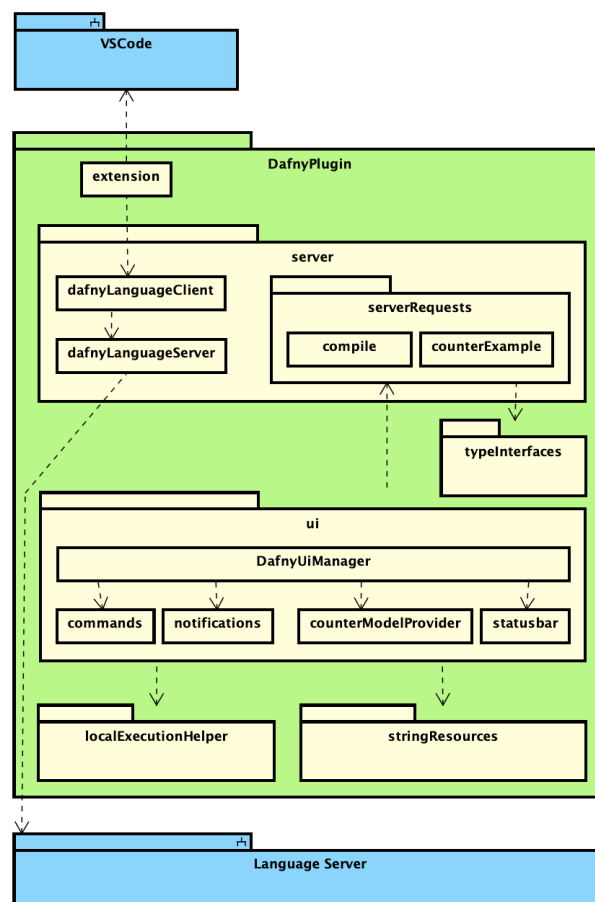 VSCode
DafnyPlugin
extension
server
dafnyLanguageClient
serverRequests
compile
counterExample
dafnyLanguageServer
typeInterfaces
ui
DafnyUiManager
commands
notifications
counterModelProvider
statusbar
localExecutionHelper
stringResources
Language Server